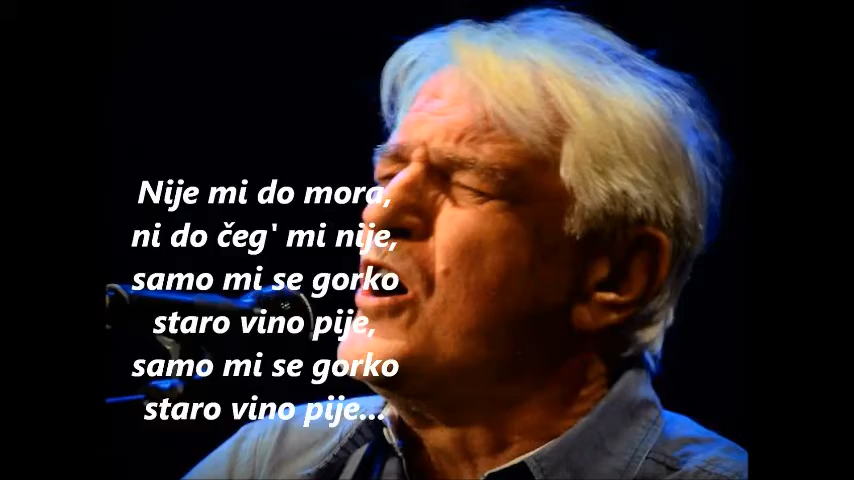 Nije mi do mora,
ni do čeg' mi nije,
samo mi se gorko
staro vino pije,
samo mi se gorko
staro vino pije...